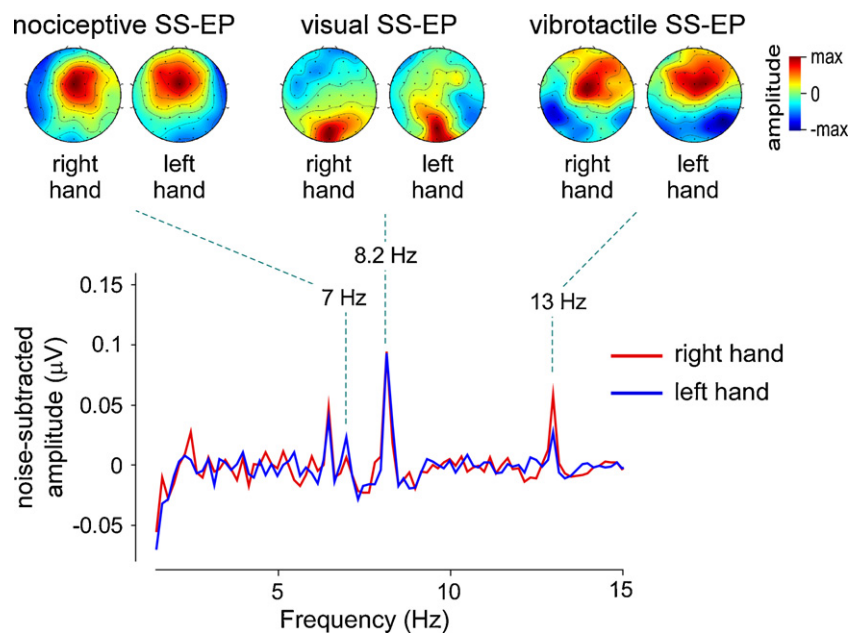 nociceptive SS-EP
visual SS-EP
vibrotactile SS-EP
right
hand
left
hand
right
hand
left
hand
right
hand
left
hand
amplitude
max
0
-max
7 Hz
8.2 Hz
13 Hz
noise-subtracted
amplitude (μV)
0.15
0.1
0.05
0
-0.05
right hand
left hand
5
10
15
Frequency (Hz)